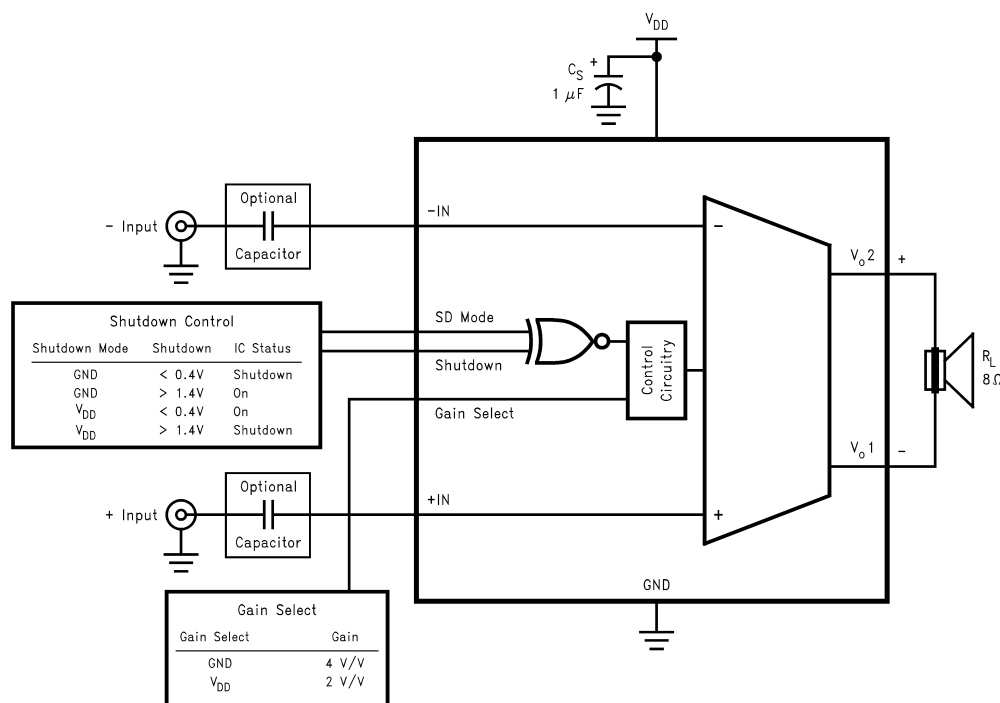 VDD
CS +
1 μF
Optional
- Input
Capacitor
-IN
-
Vo2 +
Shutdown Control
Shutdown Mode Shutdown IC Status
GND < 0.4V Shutdown
GND > 1.4V On
VDD < 0.4V On
VDD > 1.4V Shutdown
SD Mode
Shutdown
Gain Select
Control
Circuitry
RL
8Ω
Vo1 -
Optional
+ Input
Capacitor
+IN
+
GND
Gain Select
Gain Select Gain
GND 4 V/V
VDD 2 V/V